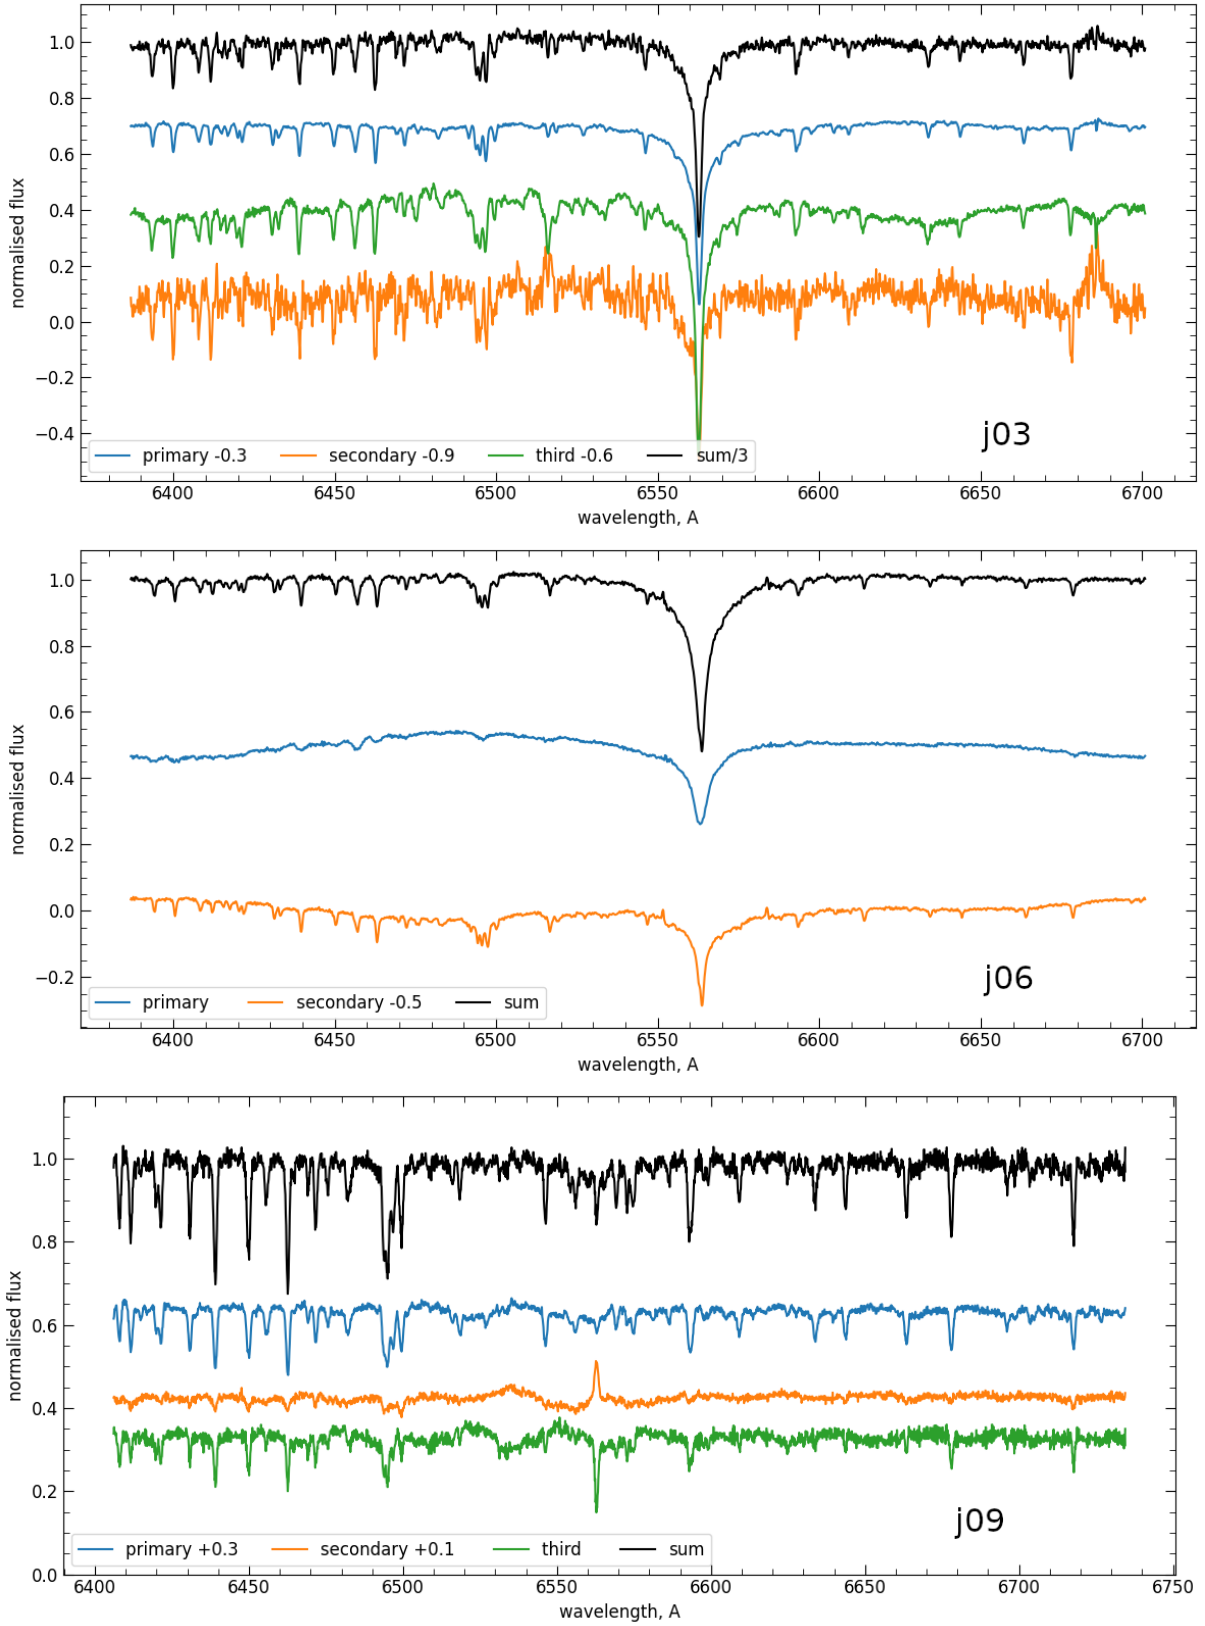 1.0
0.8
0.6
0.4
0.2
0.0
−0.2
−0.4
normalised flux
j03
primary -0.3 secondary -0.9 third -0.6 sum/3
6400 6450 6500 6550 6600 6650 6700
wavelength, A
1.0
0.8
0.6
0.4
0.2
0.0
−0.2
normalised flux
j06
primary secondary -0.5 sum
6400 6450 6500 6550 6600 6650 6700
wavelength, A
1.0
0.8
0.6
0.4
0.2
0.0
normalised flux
j09
primary +0.3 secondary +0.1 third sum
6400 6450 6500 6550 6600 6650 6700 6750
wavelength, A